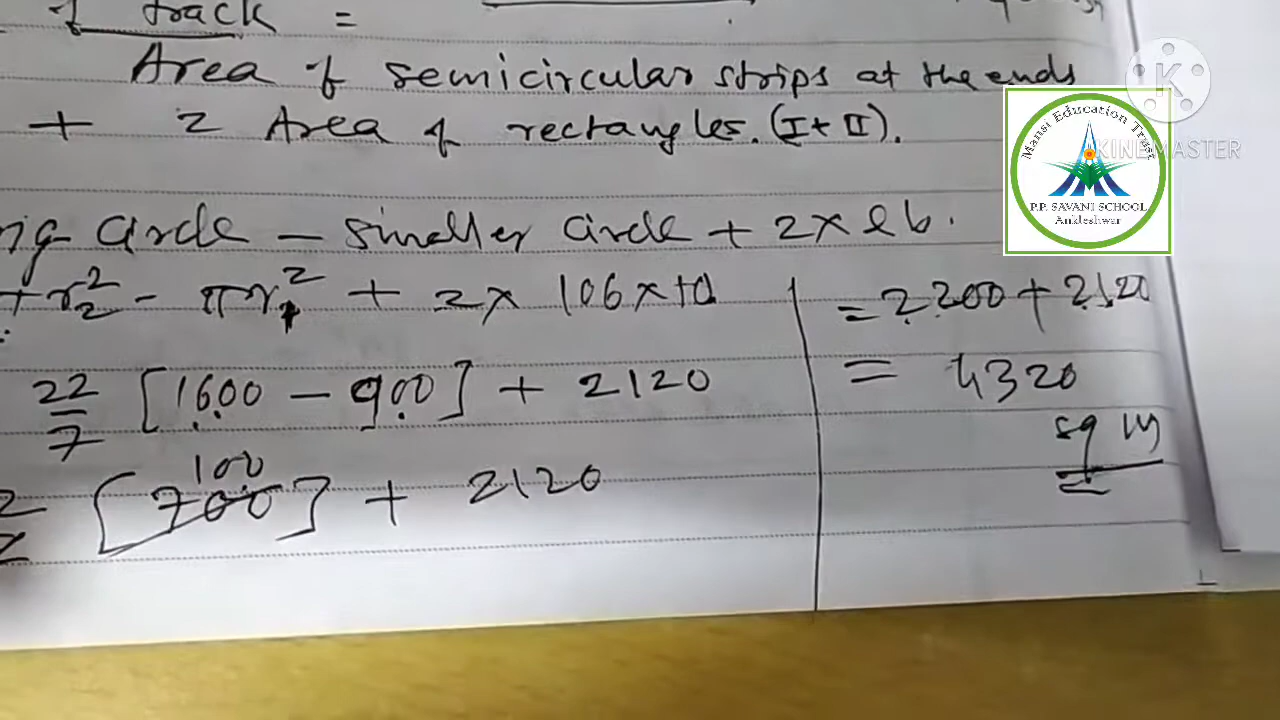 f track =
Area of semicircular strips at the ends
+ 2 Area of rectangles. (I + II).
Circle - smaller Circle + 2 x l b.
r₂² - πr₁² + 2 x 106 x 10
22/7 [1600 - 900] + 2120
100
[700] + 2120
= 2200 + 2120
= 4320
sq m
Mansi Education Trust
P.P. SAVANI SCHOOL
Ankleshwar
K
KINEMASTER